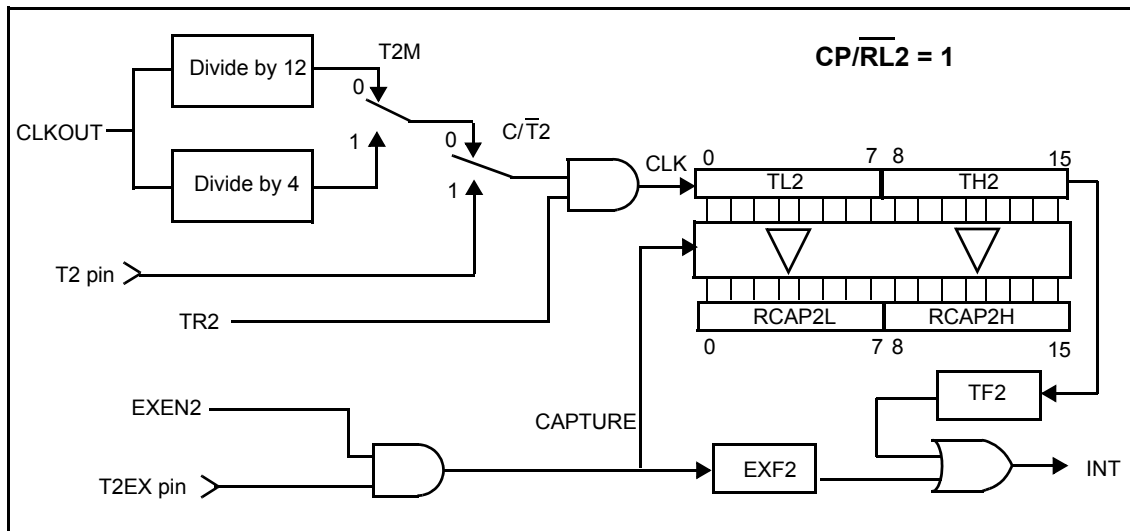 CP/RL2 = 1
T2M
Divide by 12
0
CLKOUT
1
C/T2
0
Divide by 4
1
CLK
0 7 8 15
TL2 TH2
T2 pin
TR2
RCAP2L RCAP2H
0 7 8 15
TF2
EXEN2
CAPTURE
T2EX pin
EXF2
INT